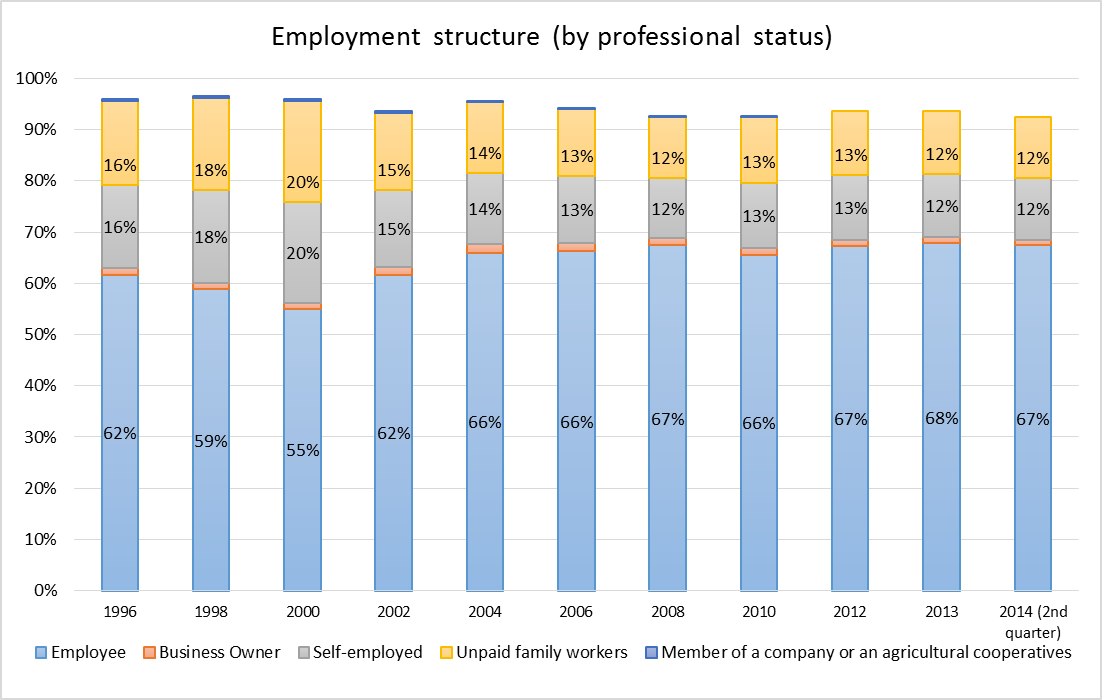 Employment structure (by professional status)
100%
90%
80%
70%
60%
50%
40%
30%
20%
10%
0%
16% 18% 20% 15% 14% 13% 12% 13% 13% 12% 12%
16% 18% 20% 15% 14% 13% 12% 13% 13% 12% 12%
62% 59% 55% 62% 66% 66% 67% 66% 67% 68% 67%
1996 1998 2000 2002 2004 2006 2008 2010 2012 2013 2014 (2nd
quarter)
Employee Business Owner Self-employed Unpaid family workers Member of a company or an agricultural cooperatives